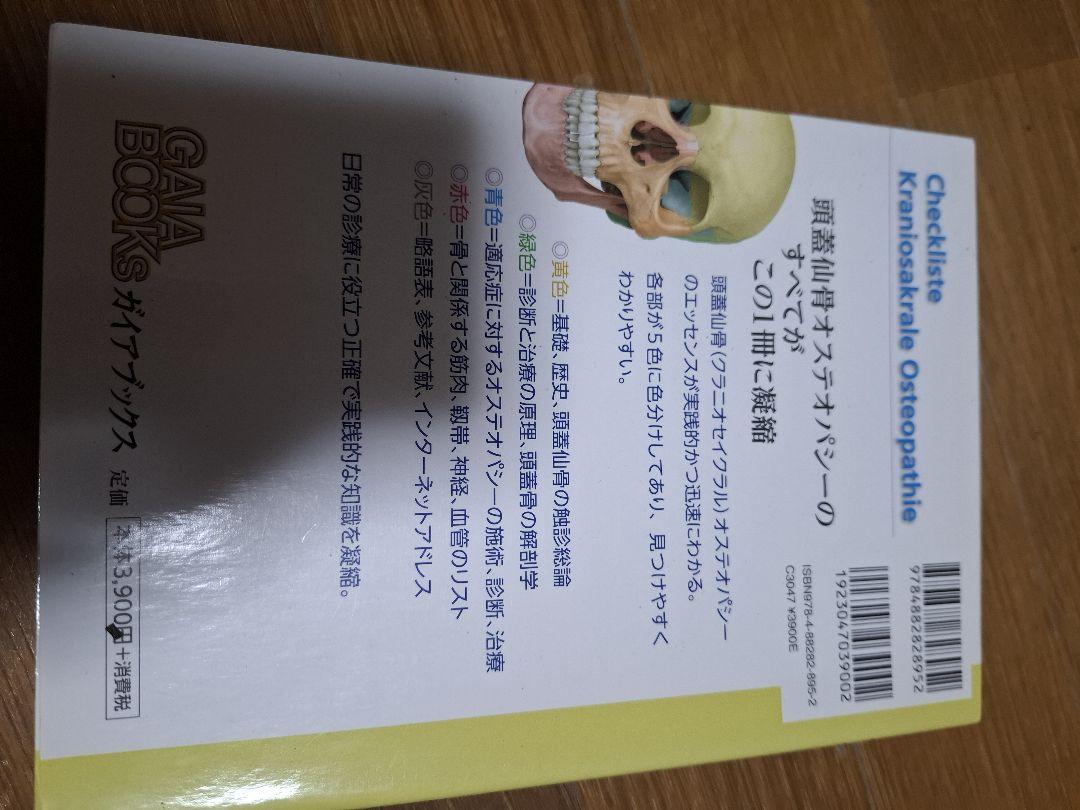 Checkliste
Kraniosakrale Osteopathie
9784882828952
1923047039002
ISBN978-4-88282-895-2
C3047 ¥3900E
頭蓋仙骨オステオパシーの
すべてが
この1冊に凝縮
頭蓋仙骨(クラニオセイクラル)オステオパシー
のエッセンスが実践的かつ迅速にわかる。
各部が5色に色分けしてあり、見つけやすく
わかりやすい。
◎黄色=基礎、歴史、頭蓋仙骨の触診総論
◎緑色=診断と治療の原理、頭蓋骨の解剖学
◎青色=適応症に対するオステオパシーの施術、診断、治療
◎赤色=骨と関係する筋肉、靱帯、神経、血管のリスト
◎灰色=略語表、参考文献、インターネットアドレス
日常の診療に役立つ正確で実践的な知識を凝縮。
GAIA
BOOKS ガイアブックス 定価 本体3,900円+消費税